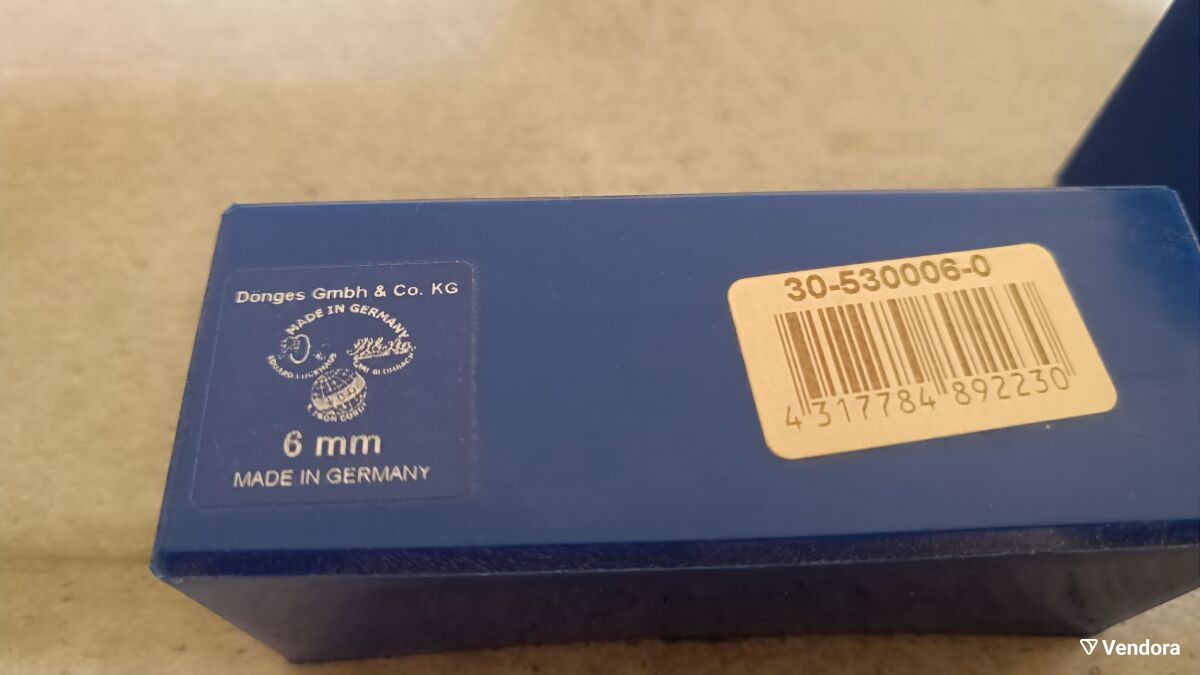 Dönges Gmbh & Co. KG
MADE IN GERMANY
6 mm
MADE IN GERMANY
30-530006-0
4 317784 892230
Vendora